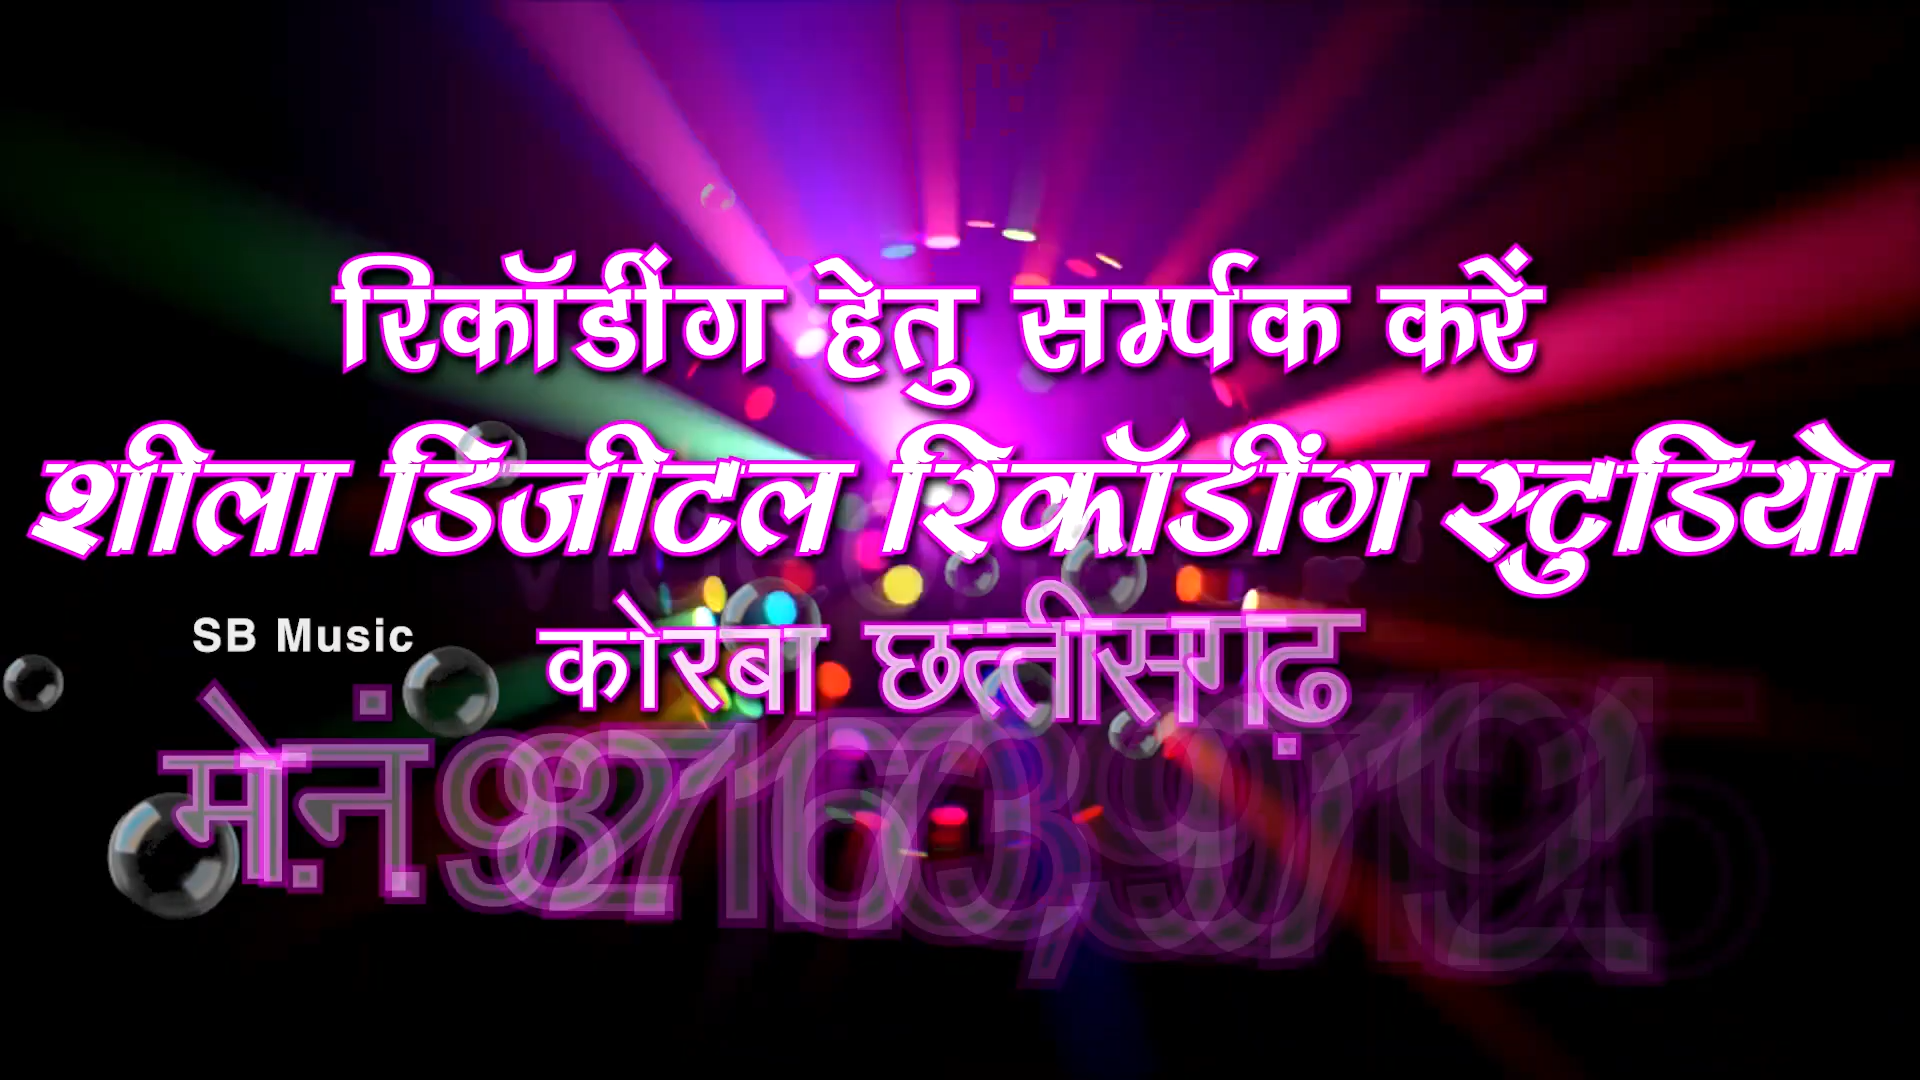 रिकॉर्डींग हेतु सर्म्पक करें
शीला डिजीटल रिकॉर्डींग स्टुडियो
SB Music
कोरबा छत्तीसगढ़
मो.नं.